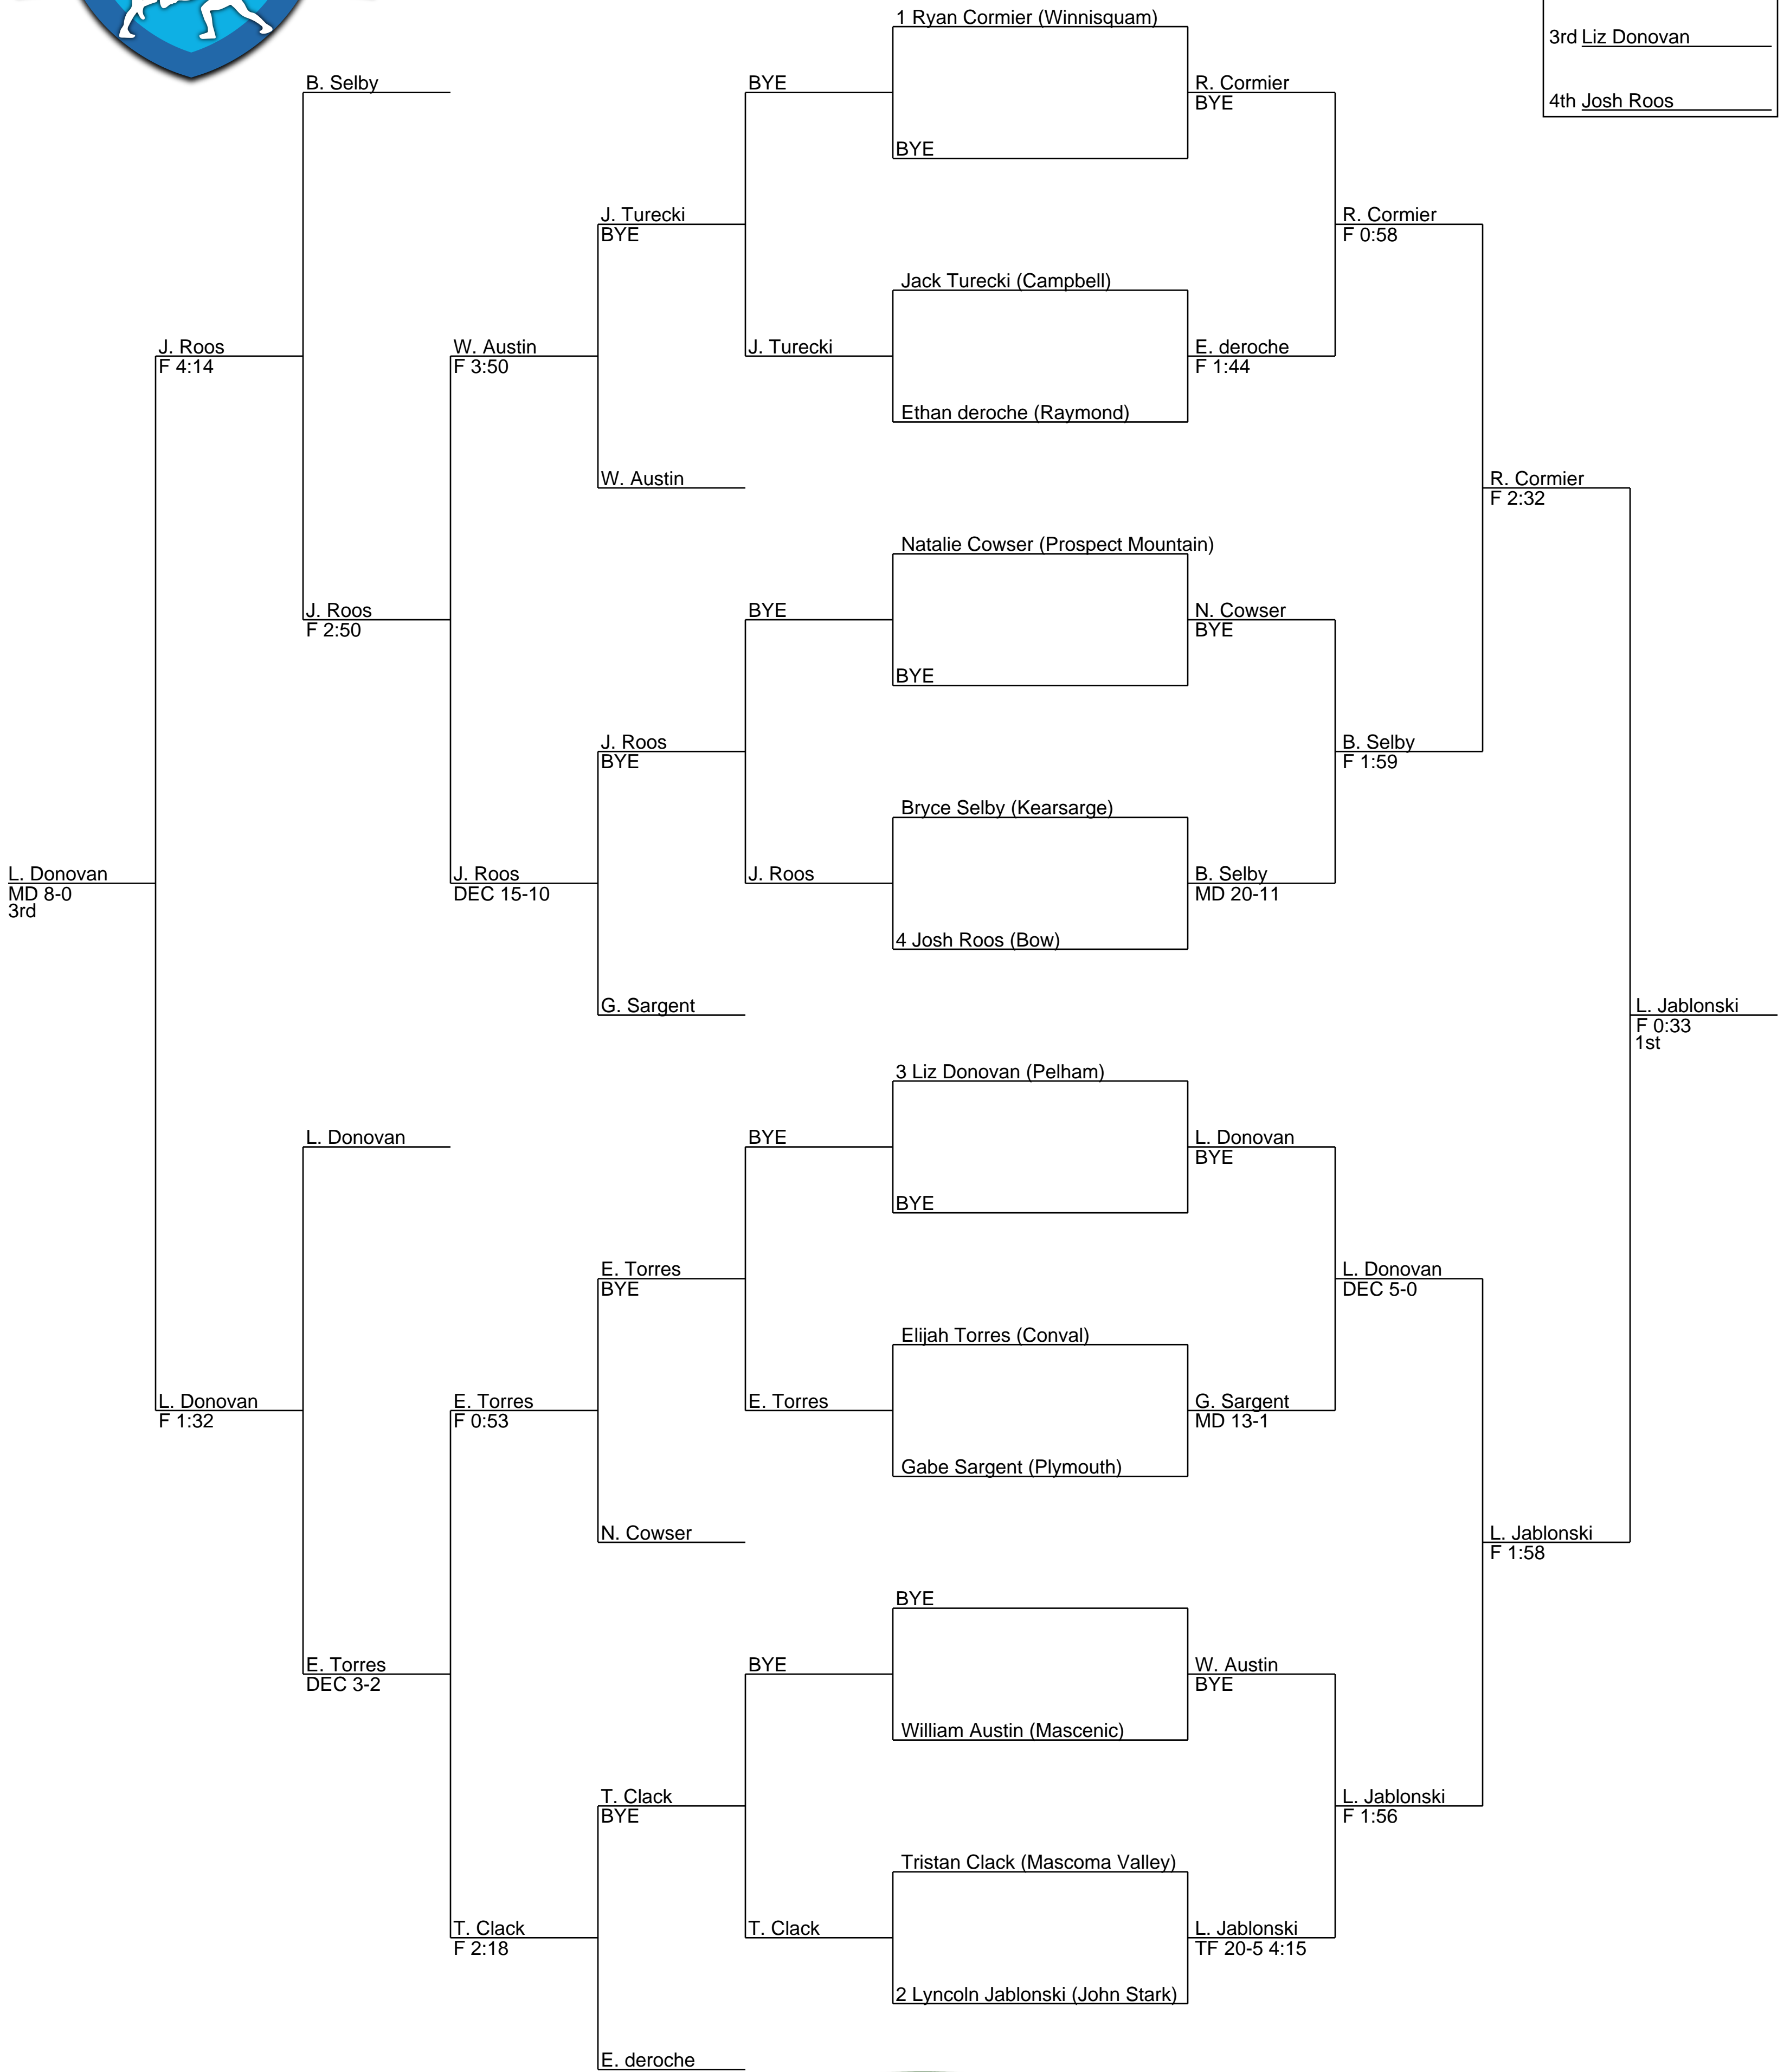 1 Ryan Cormier (Winnisquam)
3rd Liz Donovan
B. Selby
BYE
R. Cormier
BYE
4th Josh Roos
BYE
J. Turecki
BYE
R. Cormier
F 0:58
Jack Turecki (Campbell)
J. Roos
F 4:14
W. Austin
F 3:50
J. Turecki
E. deroche
F 1:44
Ethan deroche (Raymond)
W. Austin
R. Cormier
F 2:32
Natalie Cowser (Prospect Mountain)
J. Roos
F 2:50
BYE
N. Cowser
BYE
BYE
J. Roos
BYE
B. Selby
F 1:59
Bryce Selby (Kearsarge)
L. Donovan
MD 8-0
3rd
J. Roos
DEC 15-10
J. Roos
B. Selby
MD 20-11
4 Josh Roos (Bow)
G. Sargent
L. Jablonski
F 0:33
1st
3 Liz Donovan (Pelham)
L. Donovan
BYE
L. Donovan
BYE
BYE
E. Torres
BYE
L. Donovan
DEC 5-0
Elijah Torres (Conval)
L. Donovan
F 1:32
E. Torres
F 0:53
E. Torres
G. Sargent
MD 13-1
Gabe Sargent (Plymouth)
N. Cowser
L. Jablonski
F 1:58
BYE
E. Torres
DEC 3-2
BYE
W. Austin
BYE
William Austin (Mascenic)
T. Clack
BYE
L. Jablonski
F 1:56
Tristan Clack (Mascoma Valley)
T. Clack
F 2:18
T. Clack
L. Jablonski
TF 20-5 4:15
2 Lyncoln Jablonski (John Stark)
E. deroche